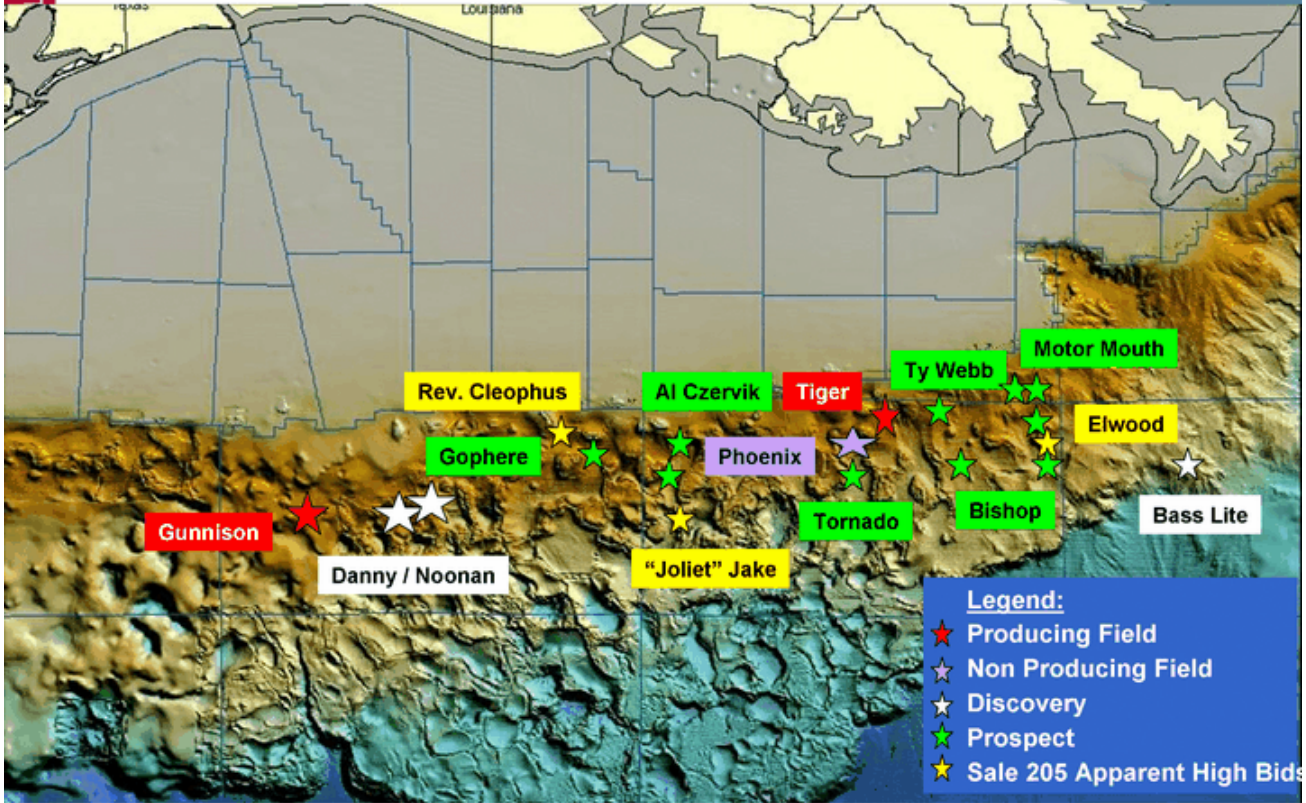 Texas
Louisiana
Motor Mouth
Ty Webb
Rev. Cleophus
Al Czervik
Tiger
Elwood
Gophere
Phoenix
Bishop
Bass Lite
Gunnison
Tornado
Danny / Noonan
“Joliet” Jake
Legend:
Producing Field
Non Producing Field
Discovery
Prospect
Sale 205 Apparent High Bids